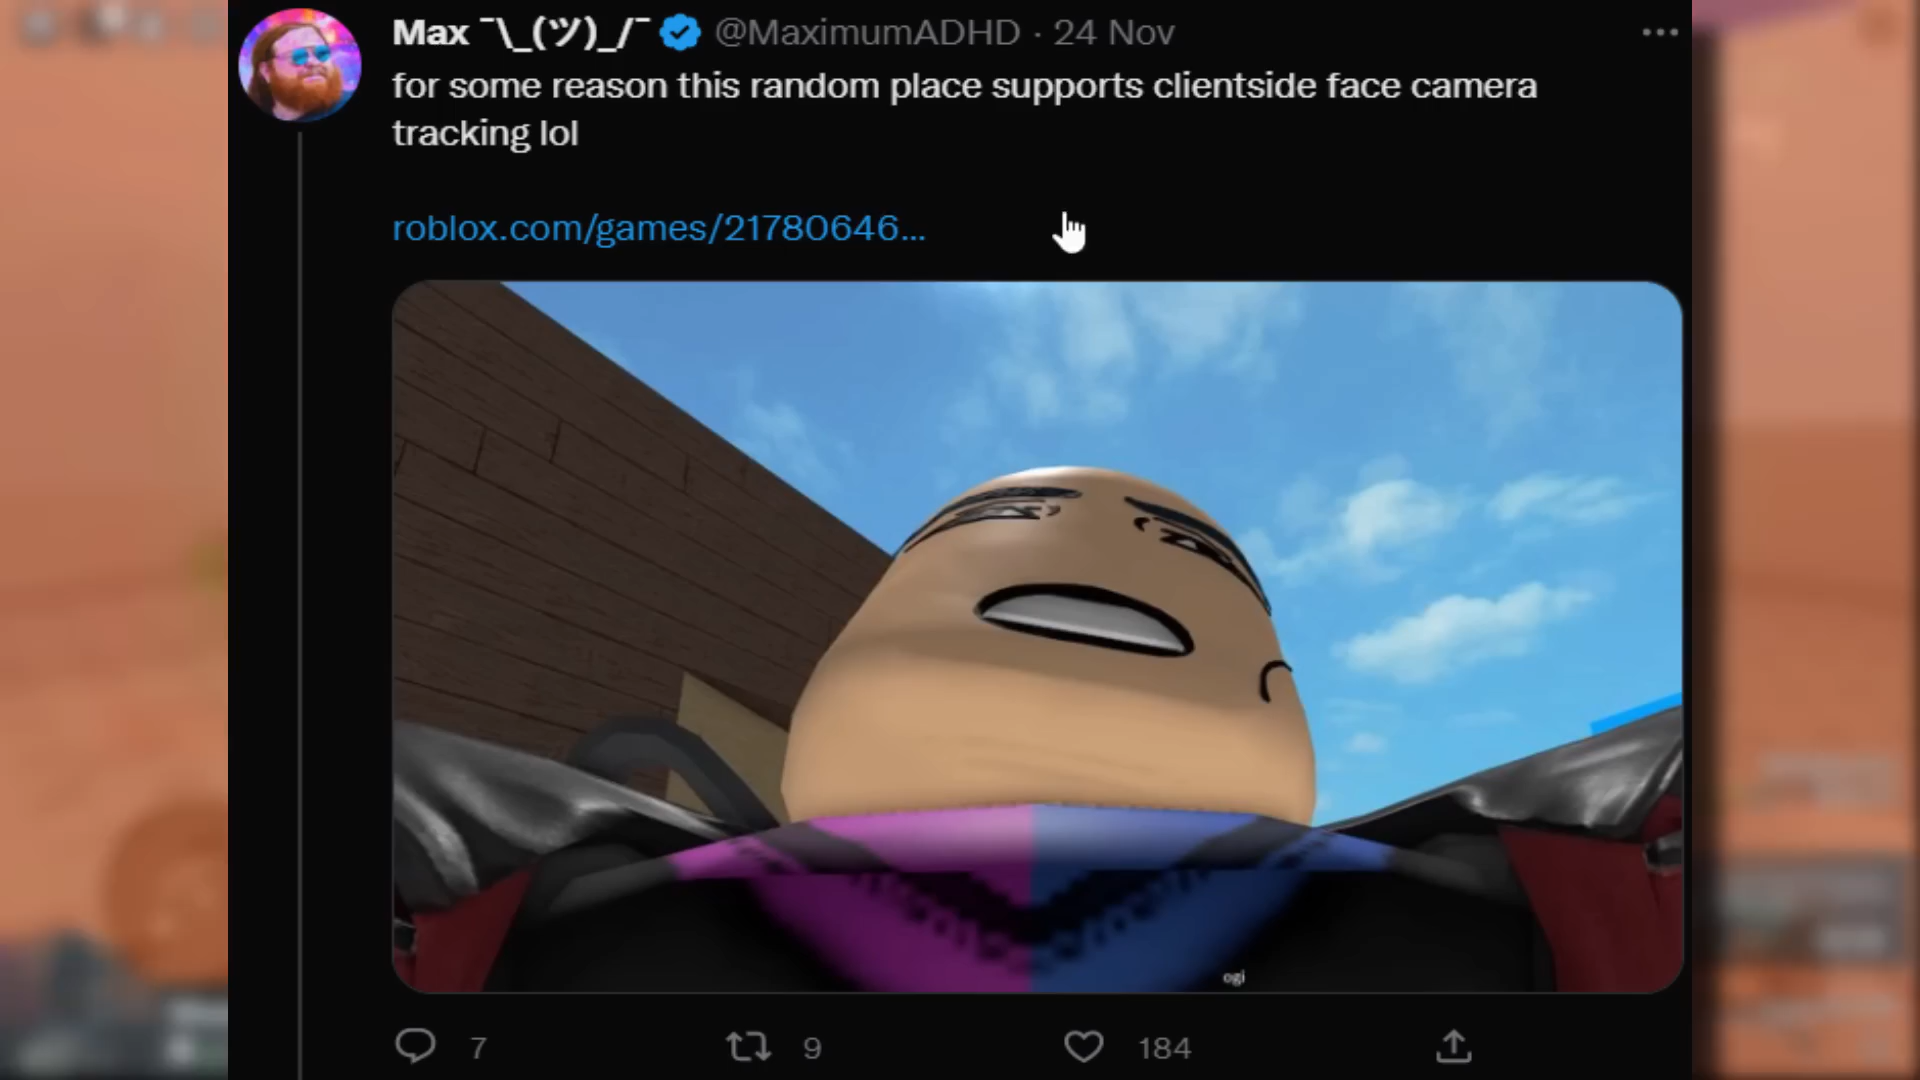 Max ¯\_(ツ)_/¯ @MaximumADHD · 24 Nov
for some reason this random place supports clientside face camera
tracking lol
roblox.com/games/21780646...
ogi
7 9 184